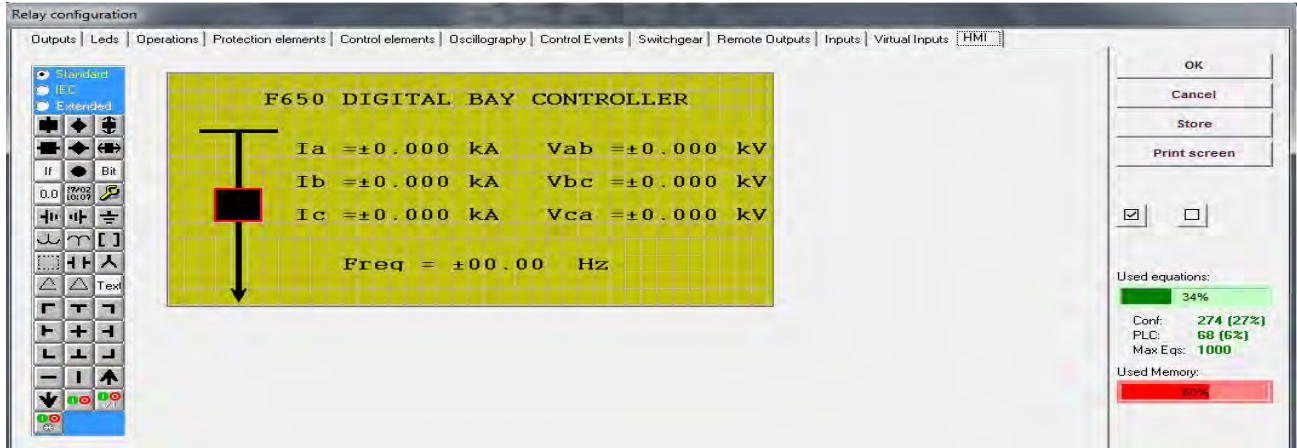 Relay configuration
Outputs Leds Operations Protection elements Control elements Oscillography Control Events Switchgear Remote Outputs Inputs Virtual Inputs HMI
Standard
IEC
Extended
If Bit
0.0 17/02 10:07
Text
F650 DIGITAL BAY CONTROLLER
Ia =±0.000 kA Vab =±0.000 kV
Ib =±0.000 kA Vbc =±0.000 kV
Ic =±0.000 kA Vca =±0.000 kV
Freq = ±00.00 Hz
OK
Cancel
Store
Print screen
Used equations:
34%
Conf: 274 (27%)
PLC: 68 (6%)
Max Eqs: 1000
Used Memory:
60%